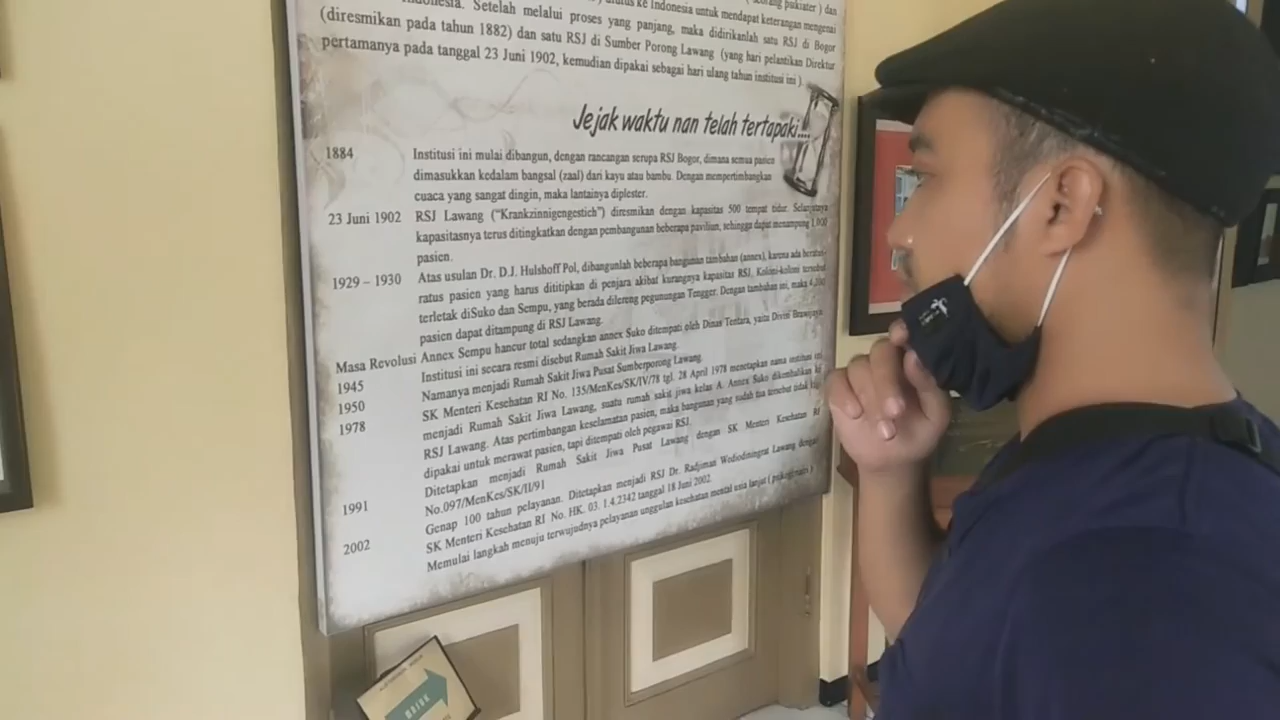 Indonesia. Setelah melalui proses yang panjang, maka didirikanlah satu RSJ di Bogor
ke Indonesia untuk mendapat keterangan mengenai
(diresmikan pada tahun 1882) dan satu RSJ di Sumber Porong Lawang (yang hari pelantikan Direktur
pertamanya pada tanggal 23 Juni 1902, kemudian dipakai sebagai hari ulang tahun institusi ini ).
Jejak waktu nan telah tertapaki....
1884 Institusi ini mulai dibangun, dengan rancangan serupa RSJ Bogor, dimana semua pasien
dimasukkan kedalam bangsal (zaal) dari kayu atau bambu. Dengan mempertimbangkan
cuaca yang sangat dingin, maka lantainya diplester.
23 Juni 1902 RSJ Lawang ("Krankzinnigengestich") diresmikan dengan kapasitas 500 tempat tidur. Selanjutnya
kapasitasnya terus ditingkatkan dengan pembangunan beberapa paviliun, sehingga dapat menampung 1.900
pasien.
1929 – 1930 Atas usulan Dr. D.J. Hulshoff Pol, dibangunlah beberapa bangunan tambahan (annex), karena ada beratus-
ratus pasien yang harus dititipkan di penjara akibat kurangnya kapasitas RSJ. Koloni-koloni tersebut
terletak diSuko dan Sempu, yang berada dilereng pegunungan Tengger. Dengan tambahan ini, maka 4.200
pasien dapat ditampung di RSJ Lawang.
Masa Revolusi Annex Sempu hancur total sedangkan annex Suko ditempati oleh Dinas Tentara, yaitu Divisi Brawijaya
1945 Institusi ini secara resmi disebut Rumah Sakit Jiwa Lawang.
1950 Namanya menjadi Rumah Sakit Jiwa Pusat Sumberporong Lawang.
1978 SK Menteri Kesehatan RI No. 135/MenKes/SK/IV/78 tgl. 28 April 1978 menetapkan nama institusi ini
menjadi Rumah Sakit Jiwa Lawang, suatu rumah sakit jiwa kelas A. Annex Suko dikembalikan ke
RSJ Lawang. Atas pertimbangan keselamatan pasien, maka bangunan yang sudah tua tersebut tidak
dipakai untuk merawat pasien, tapi ditempati oleh pegawai RSJ.
1991 Ditetapkan menjadi Rumah Sakit Jiwa Pusat Lawang dengan SK Menteri Kesehatan RI
No.097/MenKes/SK/II/91
2002 Genap 100 tahun pelayanan. Ditetapkan menjadi RSJ Dr. Radjiman Wediodiningrat Lawang dengan
SK Menteri Kesehatan RI No. HK. 03. 1.4.2342 tanggal 18 Juni 2002.
Memulai langkah menuju terwujudnya pelayanan unggulan kesehatan mental usia lanjut ( psikogeriatri )